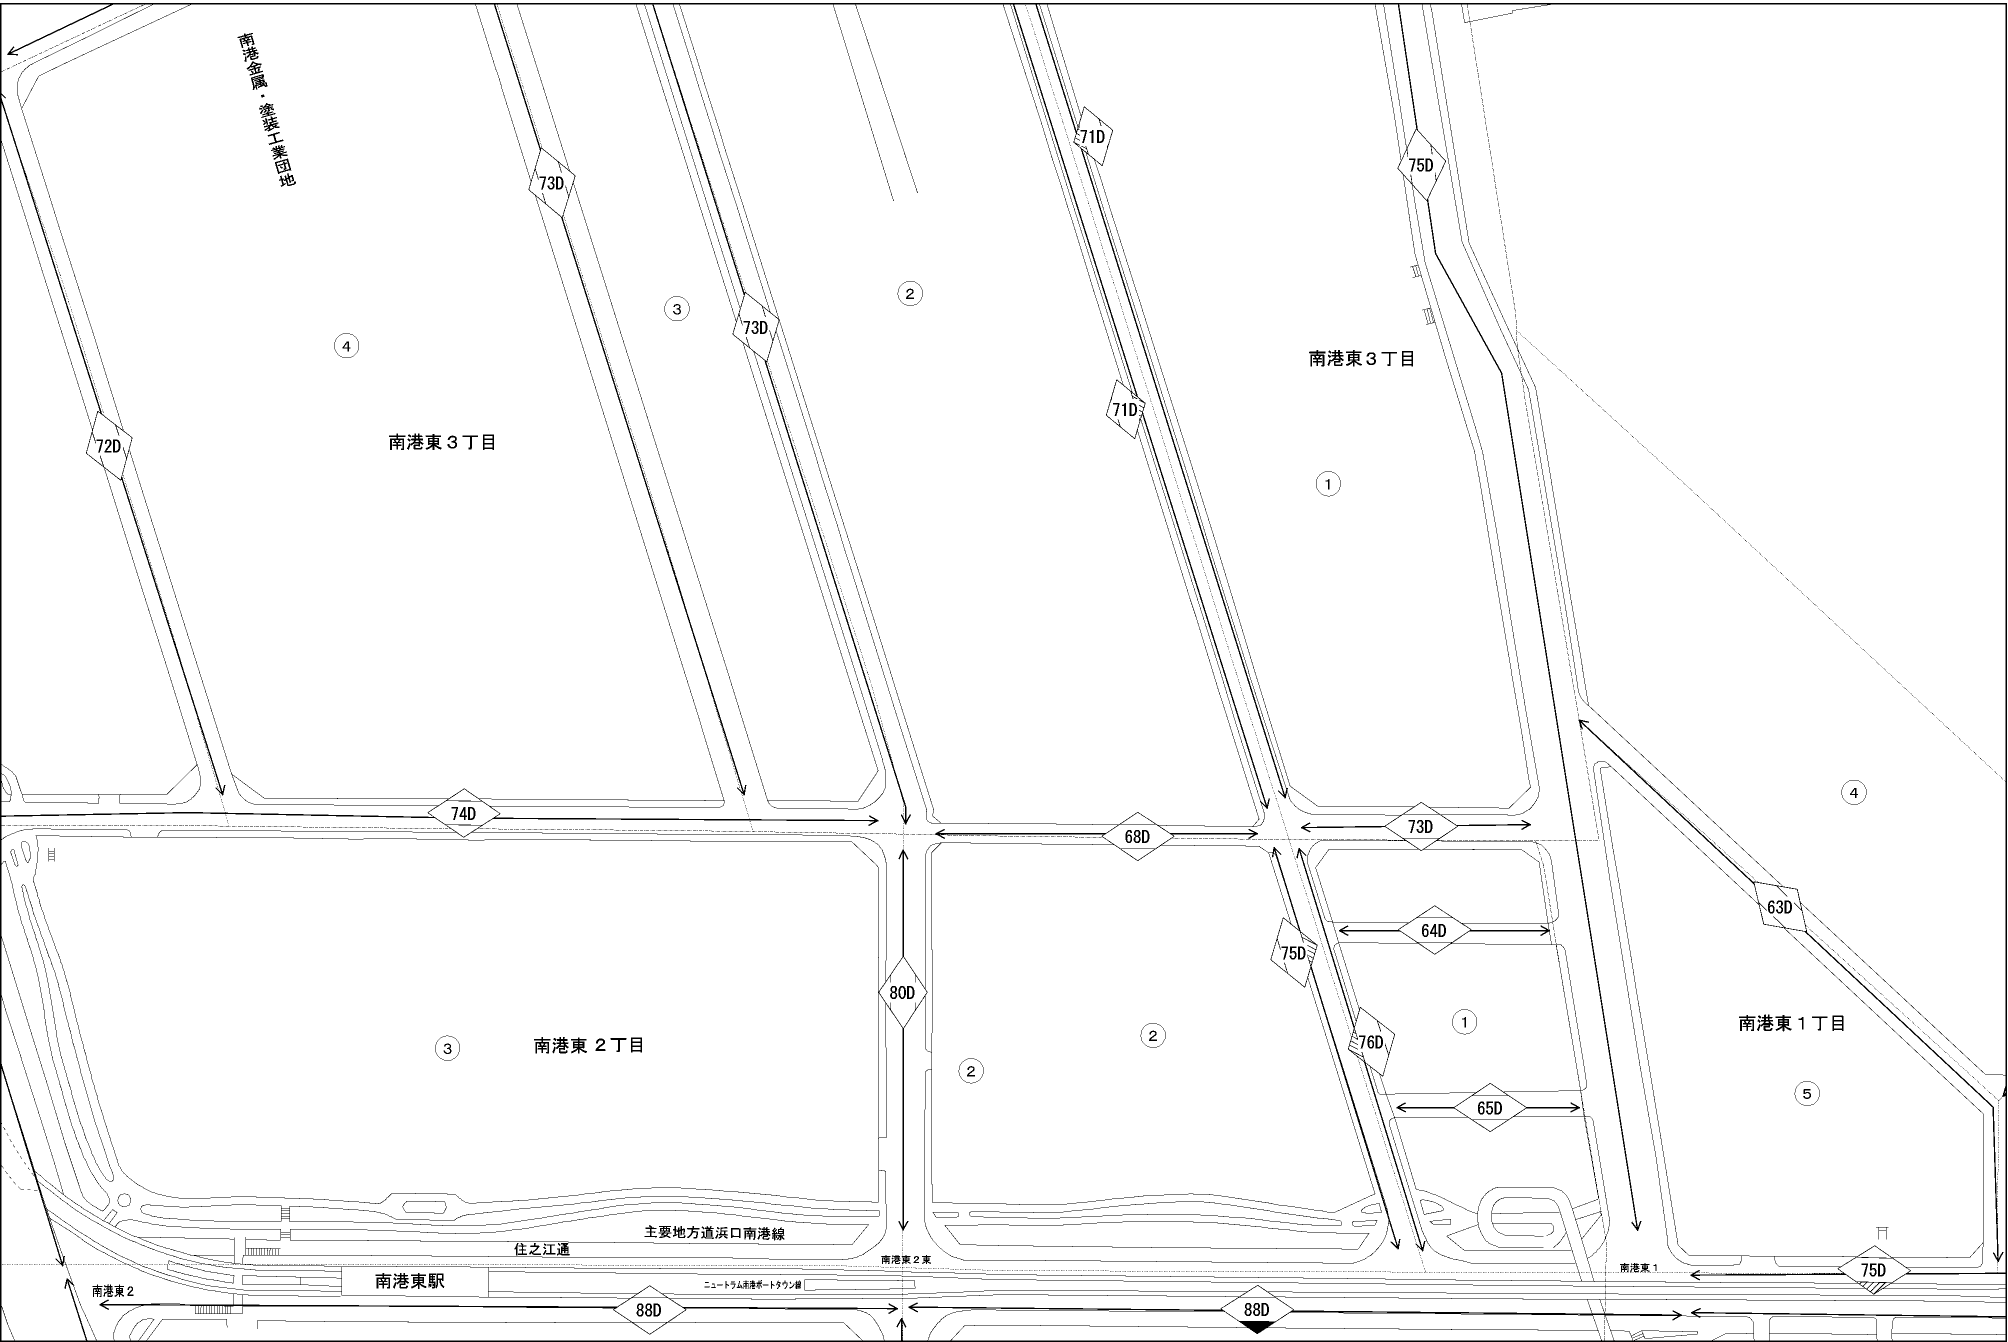 南港金属・塗装工業団地
71D
75D
73D
②
③
73D
④
南港東３丁目
71D
南港東３丁目
72D
①
④
74D
68D
73D
63D
64D
75D
80D
①
南港東１丁目
②
76D
③
南港東２丁目
②
⑤
65D
主要地方道浜口南港線
住之江通
南港東２東
南港東１
75D
南港東駅
ニュートラム南港ポートタウン線
南港東２
88D
88D